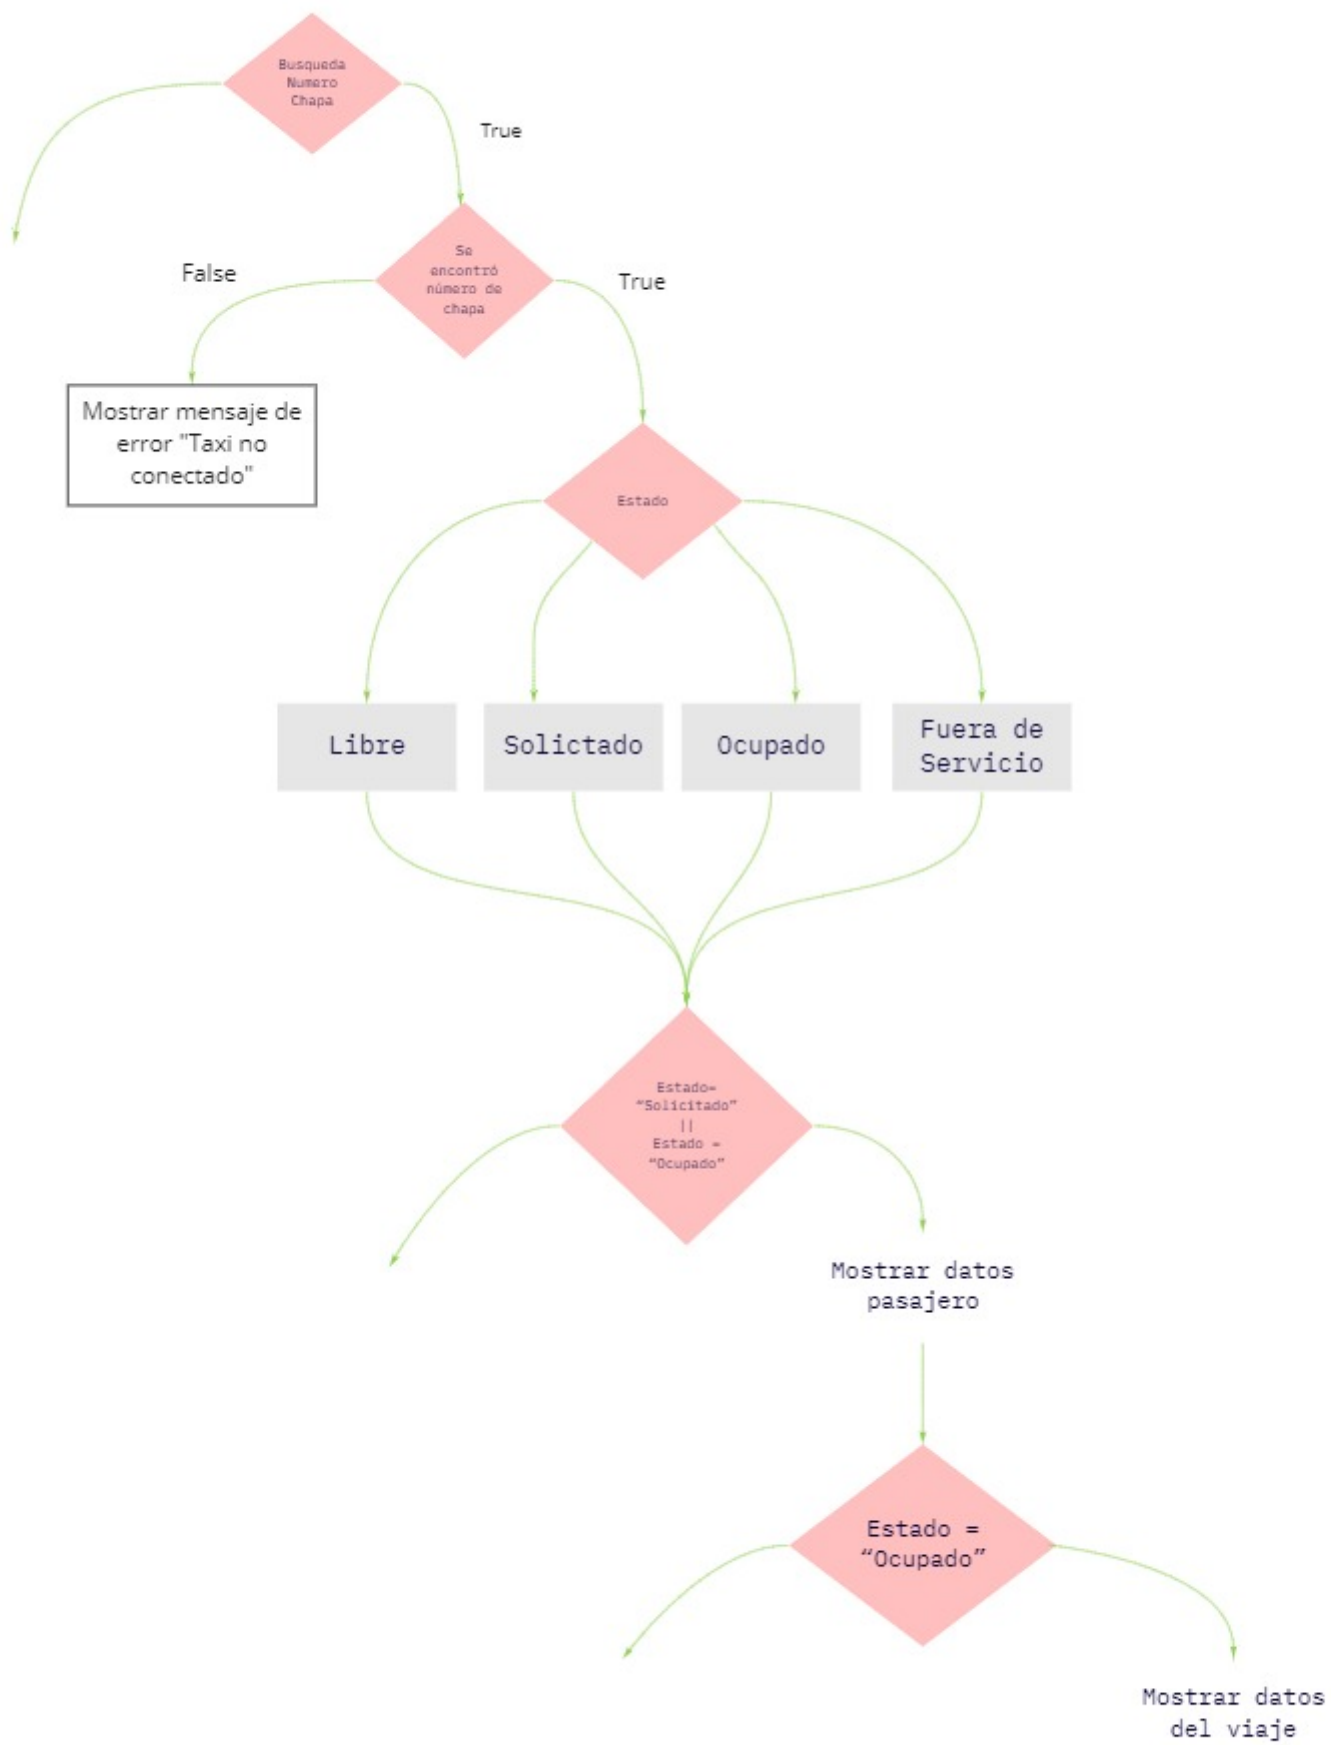 Busqueda
Numero
Chapa
True
Se
encontró
número de
chapa
False
True
Mostrar mensaje de
error "Taxi no
conectado"
Estado
Libre
Solictado
Ocupado
Fuera de
Servicio
Estado=
“Solicitado”
||
Estado =
“Ocupado”
Mostrar datos
pasajero
Estado =
“Ocupado”
Mostrar datos
del viaje